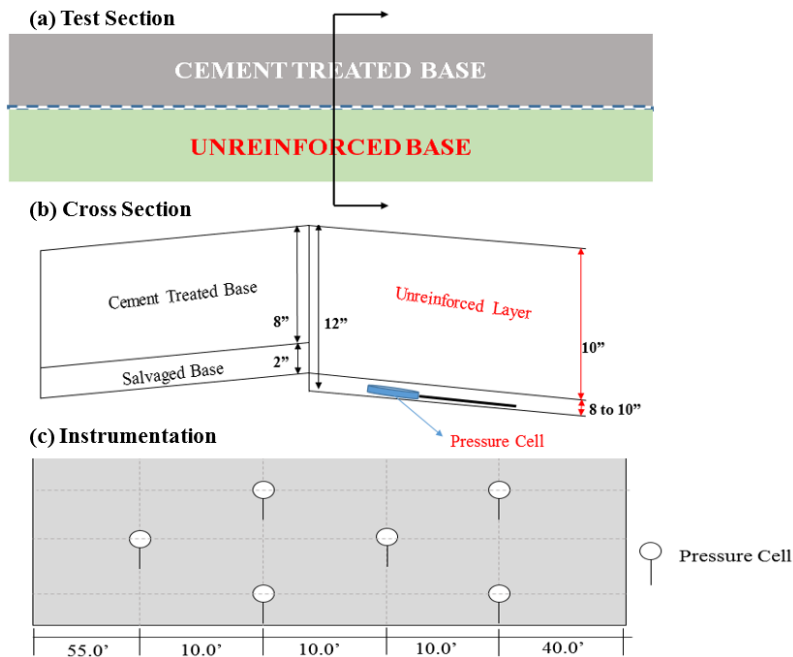 (a) Test Section
CEMENT TREATED BASE
UNREINFORCED BASE
(b) Cross Section
Cement Treated Base
Unreinforced Layer
8” 12”
10”
Salvaged Base
2”
8 to 10”
Pressure Cell
(c) Instrumentation
Pressure Cell
55.0’ 10.0’ 10.0’ 10.0’ 40.0’